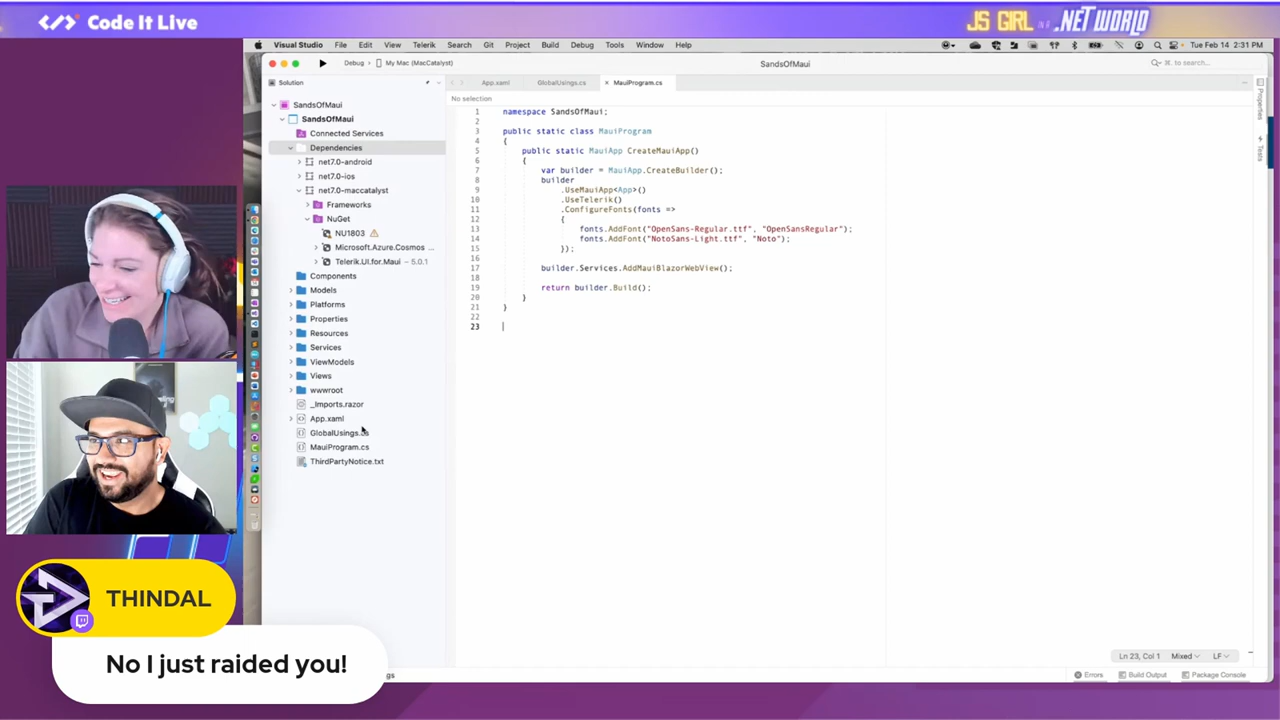 </> Code It Live
JS GIRL IN A .NET WORLD
Visual Studio File Edit View Telerik Search Git Project Build Debug Tools Window Help
Tue Feb 14 2:31 PM
Debug > My Mac (MacCatalyst)
SandsOfMaui
⌘. to search...
Solution
App.xaml
GlobalUsings.cs
MauiProgram.cs
No selection
SandsOfMaui
SandsOfMaui
Connected Services
Dependencies
net7.0-android
net7.0-ios
net7.0-maccatalyst
Frameworks
NuGet
NU1803
Microsoft.Azure.Cosmos ...
Telerik.UI.for.Maui – 5.0.1
Components
Models
Platforms
Properties
Resources
Services
ViewModels
Views
wwwroot
_Imports.razor
App.xaml
GlobalUsings.cs
MauiProgram.cs
ThirdPartyNotice.txt
1 namespace SandsOfMaui;
2
3 public static class MauiProgram
4 {
5 public static MauiApp CreateMauiApp()
6 {
7 var builder = MauiApp.CreateBuilder();
8 builder
9 .UseMauiApp<App>()
10 .UseTelerik()
11 .ConfigureFonts(fonts =>
12 {
13 fonts.AddFont("OpenSans-Regular.ttf", "OpenSansRegular");
14 fonts.AddFont("NotoSans-Light.ttf", "Noto");
15 });
16
17 builder.Services.AddMauiBlazorWebView();
18
19 return builder.Build();
20 }
21 }
22
23
Properties
Tests
Ln 23, Col 1 Mixed LF
Errors Build Output Package Console
THINDAL
No I just raided you!